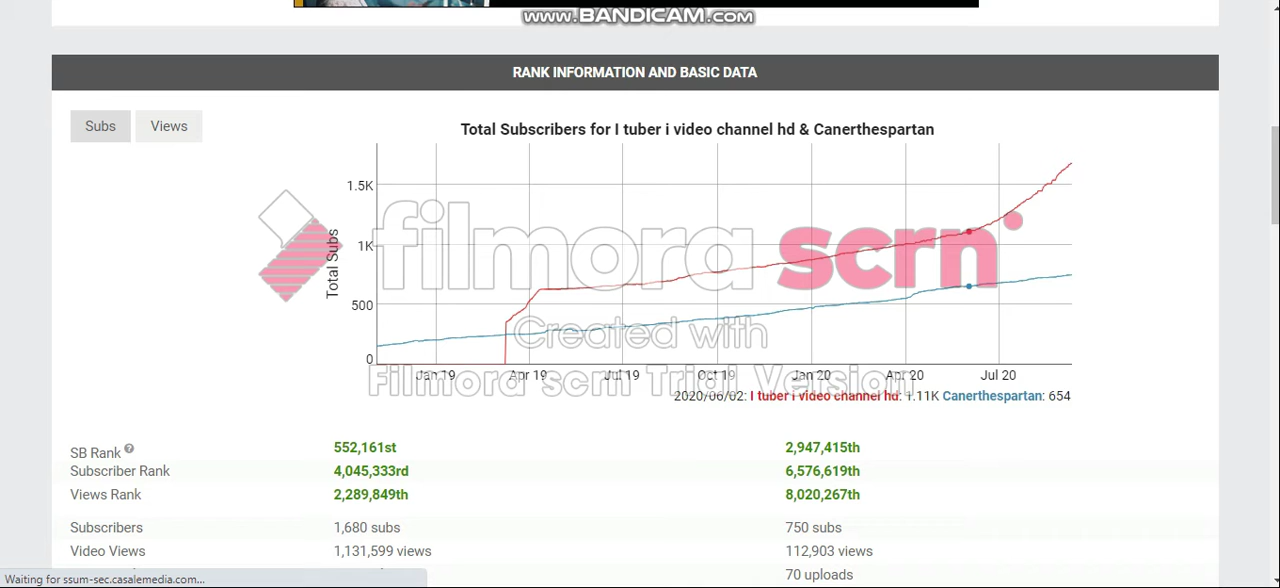 www.BANDICAM.com
RANK INFORMATION AND BASIC DATA
Subs Views
Total Subscribers for I tuber i video channel hd & Canerthespartan
Total Subs
1.5K
1K
500
0
filmora scrn
Created with
Filmora scrn Trial Version
Jan 19 Apr 19 Jul 19 Oct 19 Jan 20 Apr 20 Jul 20
2020/06/02: I tuber i video channel hd: 1.11K Canerthespartan: 654
SB Rank ? 552,161st 2,947,415th
Subscriber Rank 4,045,333rd 6,576,619th
Views Rank 2,289,849th 8,020,267th
Subscribers 1,680 subs 750 subs
Video Views 1,131,599 views 112,903 views
70 uploads
Waiting for ssum-sec.casalemedia.com...